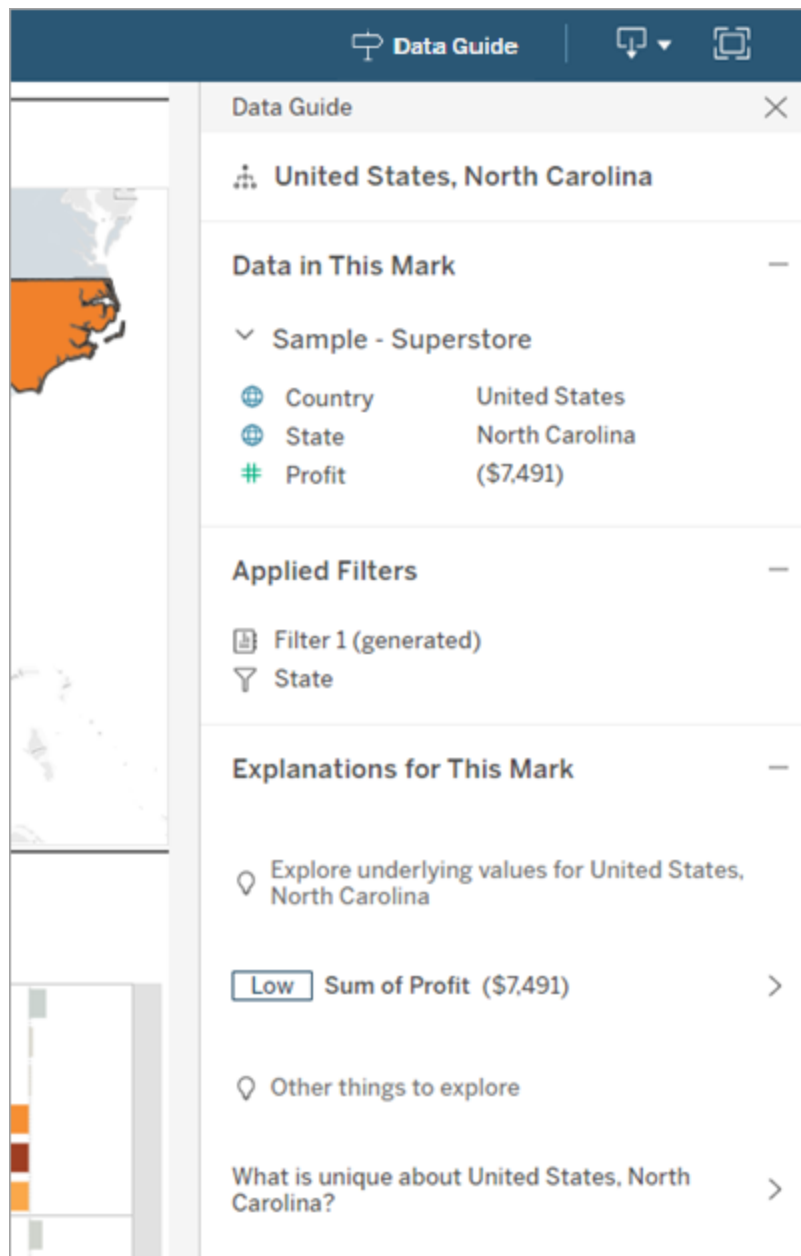 Data Guide
Data Guide
United States, North Carolina
Data in This Mark
Sample - Superstore
Country United States
State North Carolina
Profit ($7,491)
Applied Filters
Filter 1 (generated)
State
Explanations for This Mark
Explore underlying values for United States,
North Carolina
Low Sum of Profit ($7,491)
Other things to explore
What is unique about United States, North
Carolina?